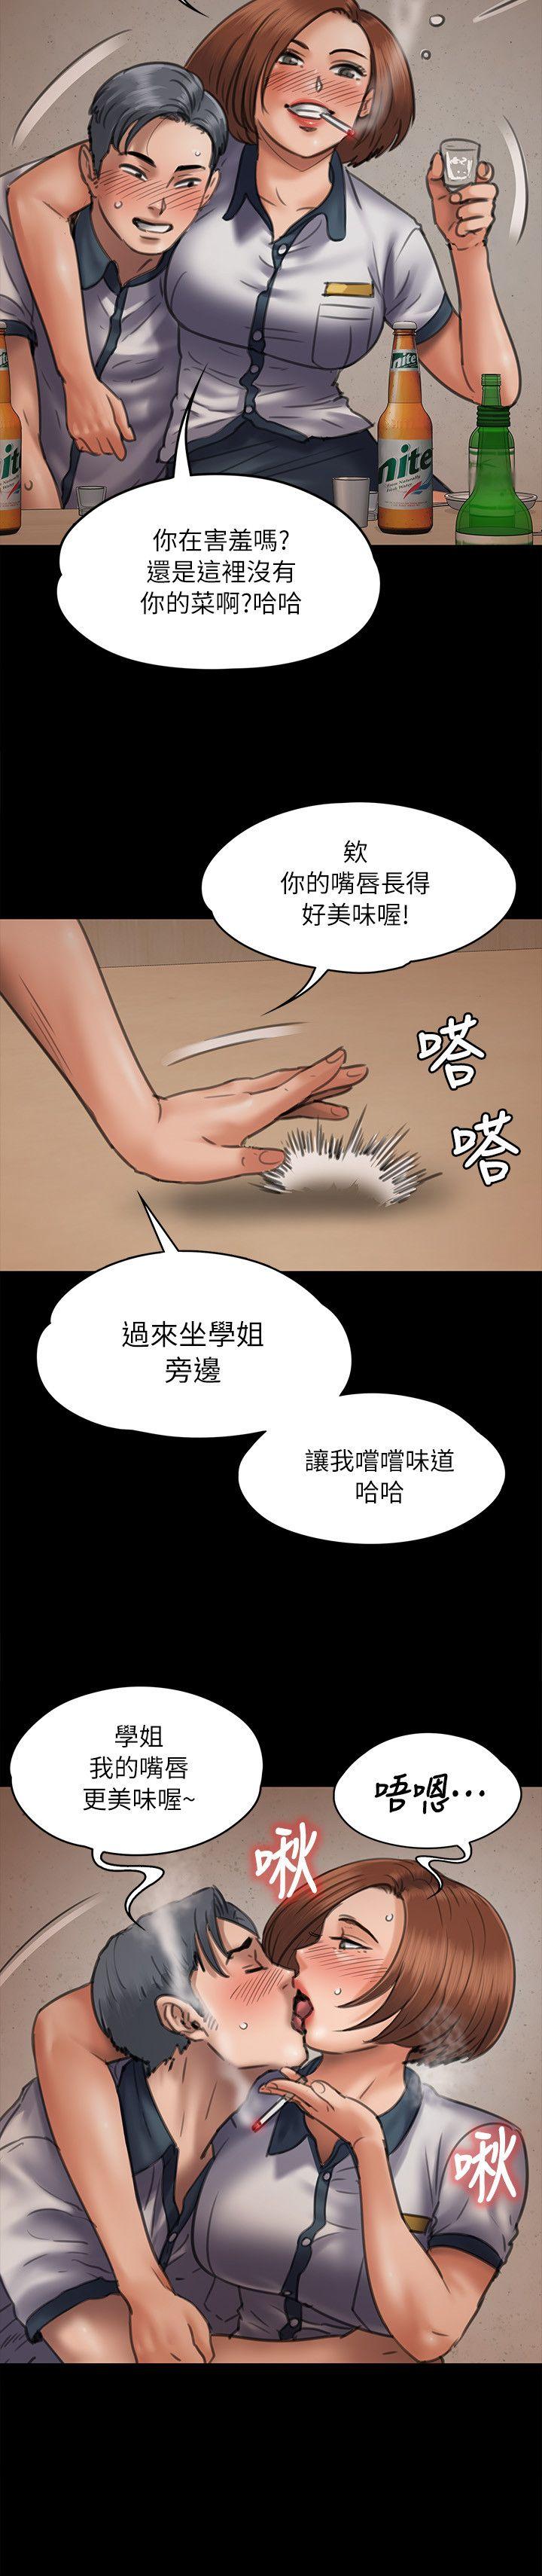 nite
nite
你在害羞嗎?
還是這裡沒有
你的菜啊?哈哈
欸
你的嘴唇長得
好美味喔!
嗒
嗒
過來坐學姐
旁邊
讓我嚐嚐味道
哈哈
學姐
我的嘴唇
更美味喔~
唔嗯…
啾
啾